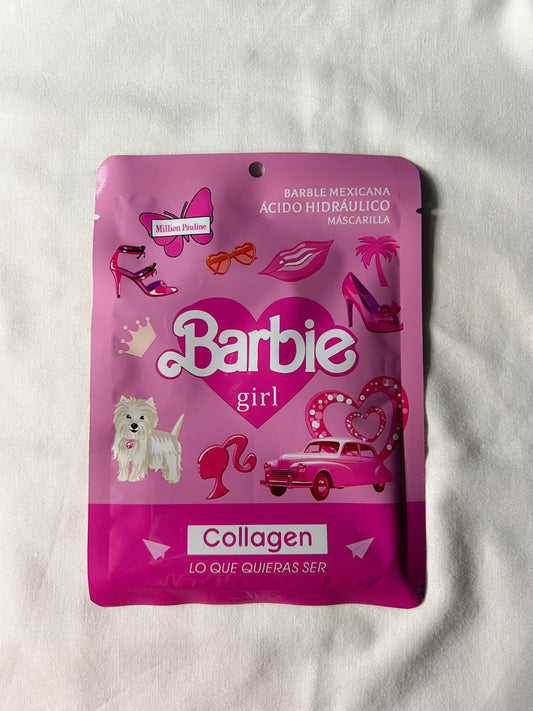 BARBLE MEXICANA
ÁCIDO HIDRÁULICO
MÁSCARILLA
Million Pauline
Barbie
girl
Collagen
LO QUE QUIERAS SER